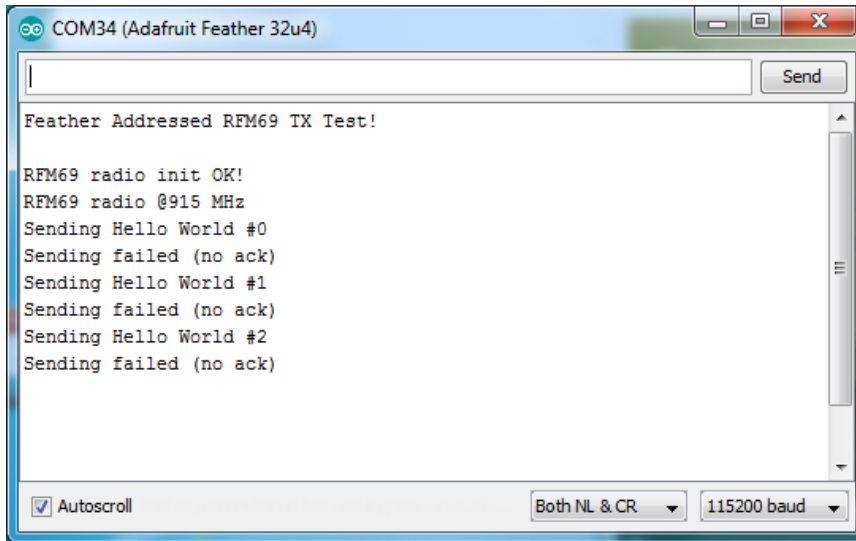 COM34 (Adafruit Feather 32u4)
Send
Feather Addressed RFM69 TX Test!
RFM69 radio init OK!
RFM69 radio @915 MHz
Sending Hello World #0
Sending failed (no ack)
Sending Hello World #1
Sending failed (no ack)
Sending Hello World #2
Sending failed (no ack)
Autoscroll
Both NL & CR
115200 baud